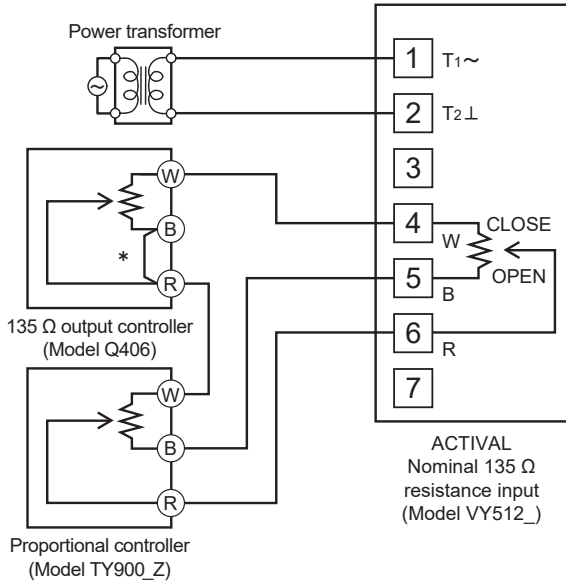 Power transformer
1 T1~
2 T2⊥
3
4 W CLOSE
5 B OPEN
6 R
7
W
B
*
R
135 Ω output controller
(Model Q406)
W
B
R
Proportional controller
(Model TY900_Z)
ACTIVAL
Nominal 135 Ω
resistance input
(Model VY512_)